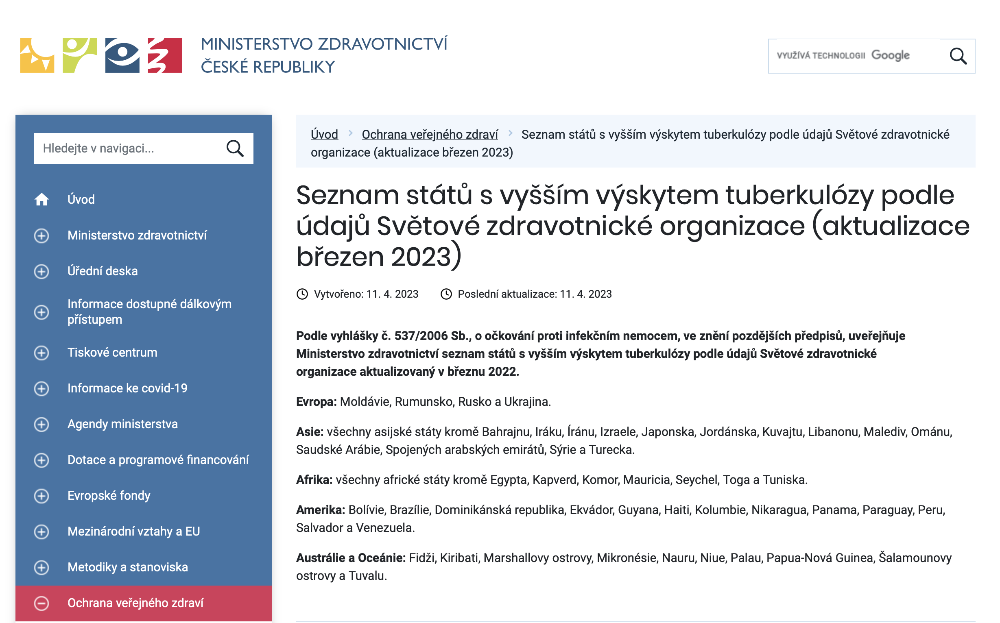 MINISTERSTVO ZDRAVOTNICTVÍ
ČESKÉ REPUBLIKY
VYUŽÍVÁ TECHNOLOGII Google
Hledejte v navigaci...
Úvod
Ministerstvo zdravotnictví
Úřední deska
Informace dostupné dálkovým
přístupem
Tiskové centrum
Informace ke covid-19
Agendy ministerstva
Dotace a programové financování
Evropské fondy
Mezinárodní vztahy a EU
Metodiky a stanoviska
Ochrana veřejného zdraví
Úvod > Ochrana veřejného zdraví > Seznam států s vyšším výskytem tuberkulózy podle údajů Světové zdravotnické
organizace (aktualizace březen 2023)
Seznam států s vyšším výskytem tuberkulózy podle
údajů Světové zdravotnické organizace (aktualizace
březen 2023)
Vytvořeno: 11. 4. 2023 Poslední aktualizace: 11. 4. 2023
Podle vyhlášky č. 537/2006 Sb., o očkování proti infekčním nemocem, ve znění pozdějších předpisů, uveřejňuje
Ministerstvo zdravotnictví seznam států s vyšším výskytem tuberkulózy podle údajů Světové zdravotnické
organizace aktualizovaný v březnu 2022.
Evropa: Moldávie, Rumunsko, Rusko a Ukrajina.
Asie: všechny asijské státy kromě Bahrajnu, Iráku, Íránu, Izraele, Japonska, Jordánska, Kuvajtu, Libanonu, Malediv, Ománu,
Saudské Arábie, Spojených arabských emirátů, Sýrie a Turecka.
Afrika: všechny africké státy kromě Egypta, Kapverd, Komor, Mauricia, Seychel, Toga a Tuniska.
Amerika: Bolívie, Brazílie, Dominikánská republika, Ekvádor, Guyana, Haiti, Kolumbie, Nikaragua, Panama, Paraguay, Peru,
Salvador a Venezuela.
Austrálie a Oceánie: Fidži, Kiribati, Marshallovy ostrovy, Mikronésie, Nauru, Niue, Palau, Papua-Nová Guinea, Šalamounovy
ostrovy a Tuvalu.